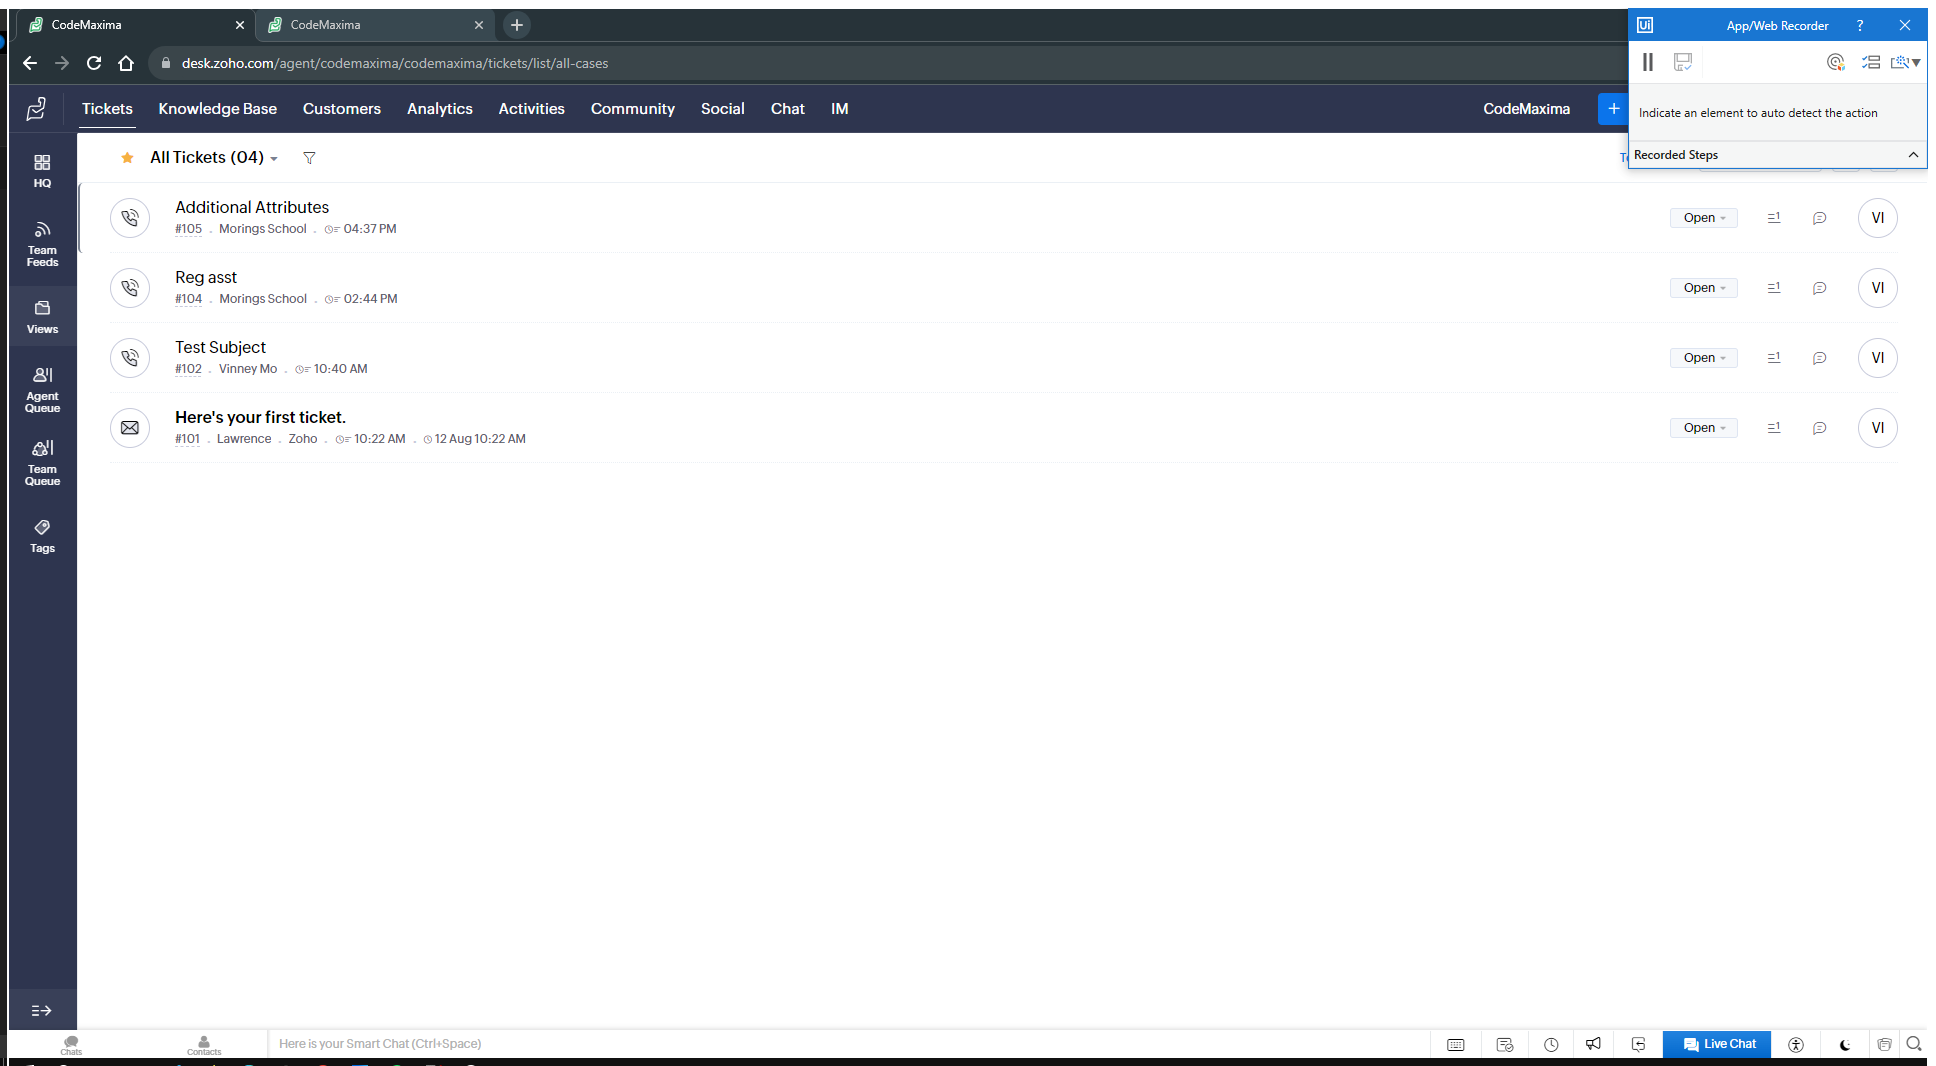 CodeMaxima
CodeMaxima
Ui App/Web Recorder ?
desk.zoho.com/agent/codemaxima/codemaxima/tickets/list/all-cases
Tickets Knowledge Base Customers Analytics Activities Community Social Chat IM CodeMaxima +
Indicate an element to auto detect the action
Recorded Steps
HQ
Team
Feeds
Views
Agent
Queue
Team
Queue
Tags
All Tickets (04)
Additional Attributes
#105 . Morings School . 04:37 PM
Open 1 VI
Reg asst
#104 . Morings School . 02:44 PM
Open 1 VI
Test Subject
#102 . Vinney Mo . 10:40 AM
Open 1 VI
Here's your first ticket.
#101 . Lawrence . Zoho . 10:22 AM . 12 Aug 10:22 AM
Open 1 VI
Chats Contacts Here is your Smart Chat (Ctrl+Space) Live Chat